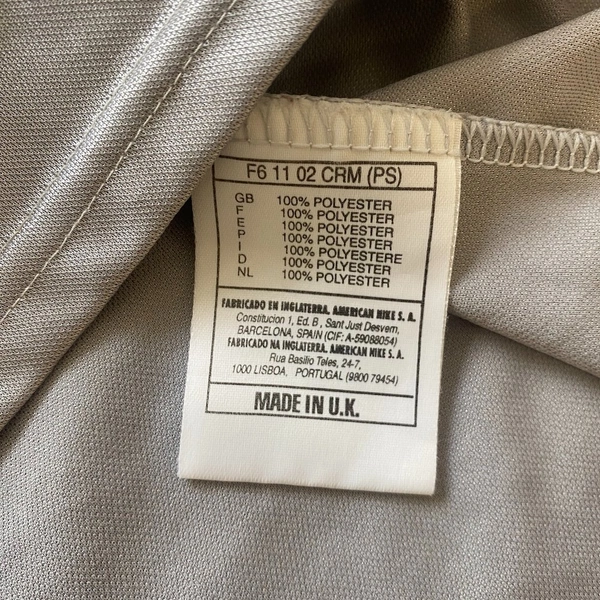 F6 11 02 CRM (PS)
GB 100% POLYESTER
F 100% POLYESTER
E 100% POLYESTER
P 100% POLYESTER
I 100% POLYESTERE
D 100% POLYESTER
NL 100% POLYESTER
FABRICADO EN INGLATERRA. AMERICAN NIKE S. A.
Constitucion 1, Ed. B , Sant Just Desvern,
BARCELONA, SPAIN (CIF: A-59088054)
FABRICADO NA INGLATERRA. AMERICAN NIKE S. A.
Rua Basilio Teles, 24-7,
1000 LISBOA, PORTUGAL (9800 79454)
MADE IN U.K.